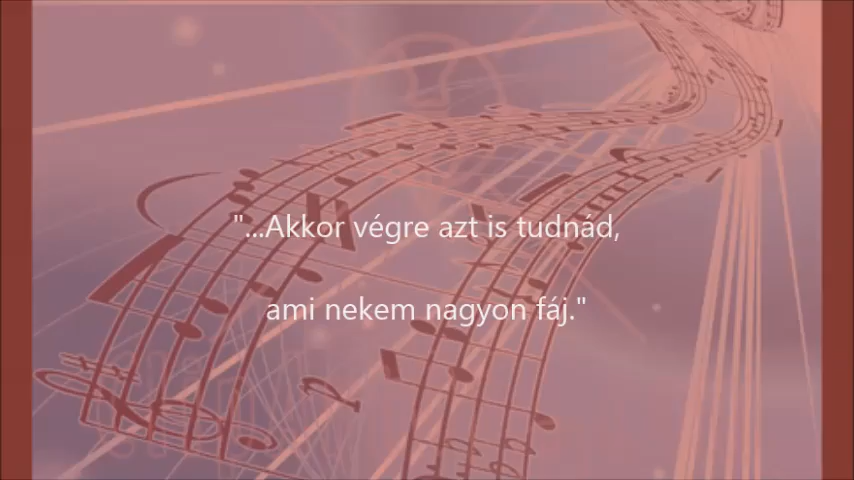 "...Akkor végre azt is tudnád,
ami nekem nagyon fáj."